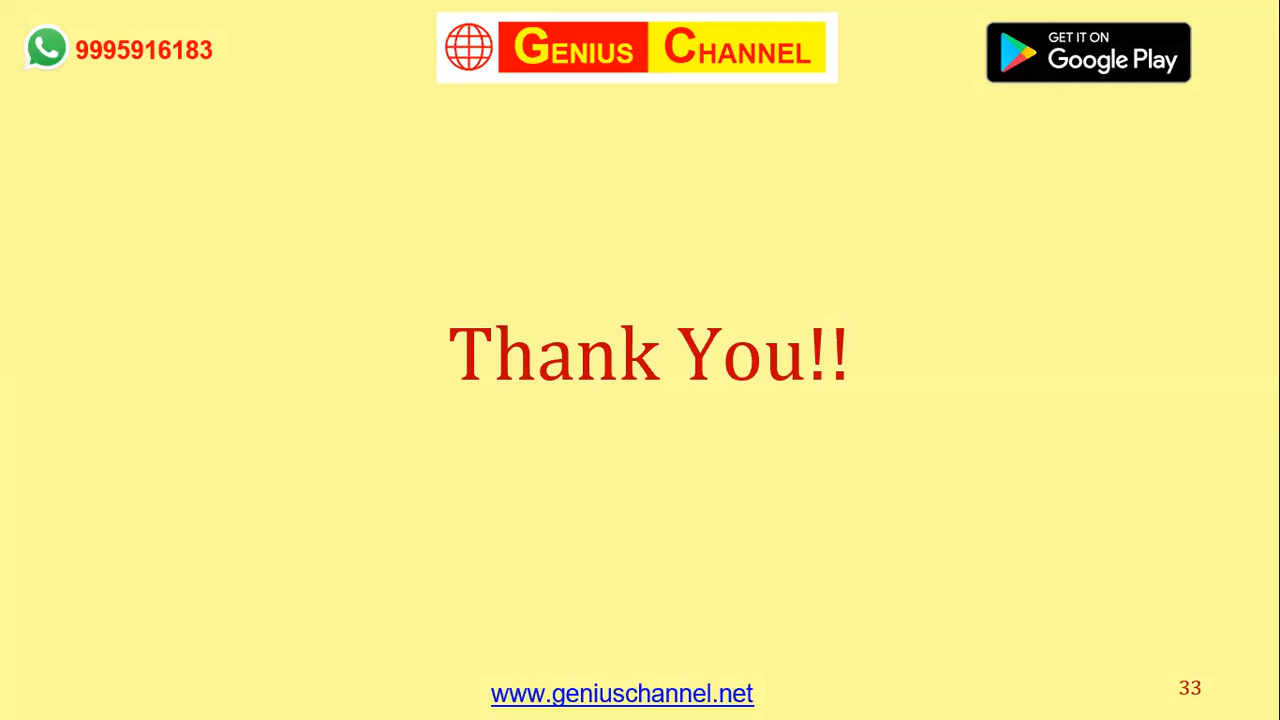 9995916183
GENIUS CHANNEL
GET IT ON
Google Play
Thank You!!
www.geniuschannel.net
33